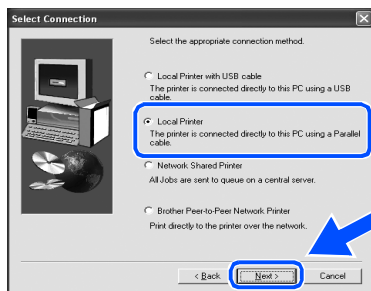 Select Connection
Select the appropriate connection method.
Local Printer with USB cable
The printer is connected directly to this PC using a USB
cable.
Local Printer
The printer is connected directly to this PC using a Parallel
cable.
Network Shared Printer
All Jobs are sent to queue on a central server.
Brother Peer-to-Peer Network Printer
Print directly to the printer over the network.
< Back Next > Cancel